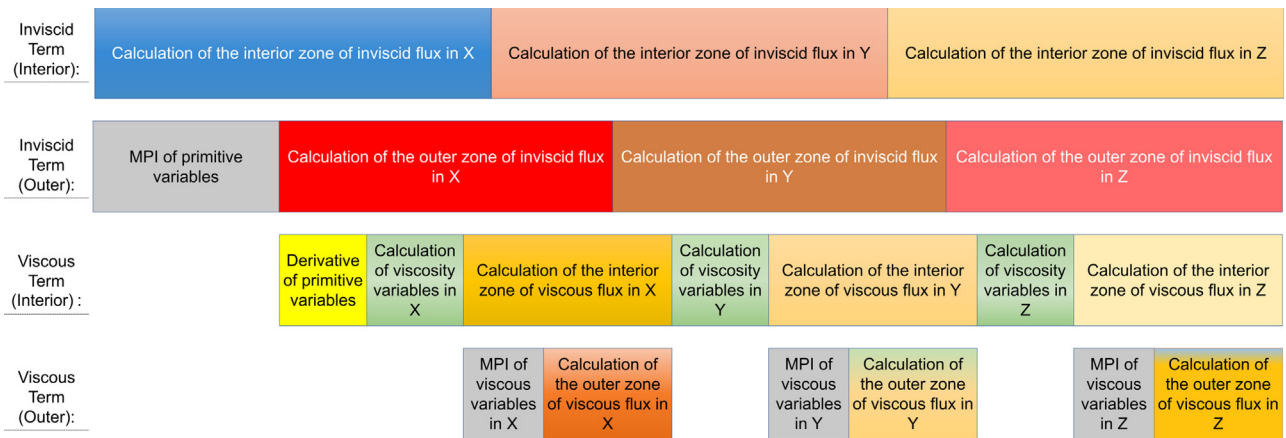 Inviscid
Term
(Interior):
Calculation of the interior zone of inviscid flux in X
Calculation of the interior zone of inviscid flux in Y
Calculation of the interior zone of inviscid flux in Z
Inviscid
Term
(Outer):
MPI of primitive
variables
Calculation of the outer zone of inviscid flux
in X
Calculation of the outer zone of inviscid flux
in Y
Calculation of the outer zone of inviscid flux
in Z
Viscous
Term
(Interior) :
Derivative
of primitive
variables
Calculation
of viscosity
variables in
X
Calculation of the interior
zone of viscous flux in X
Calculation
of viscosity
variables in
Y
Calculation of the interior
zone of viscous flux in Y
Calculation
of viscosity
variables in
Z
Calculation of the interior
zone of viscous flux in Z
Viscous
Term
(Outer):
MPI of
viscous
variables
in X
Calculation of
the outer zone
of viscous flux in
X
MPI of
viscous
variables
in Y
Calculation of
the outer zone
of viscous flux in
Y
MPI of
viscous
variables
in Z
Calculation of
the outer zone
of viscous flux in
Z